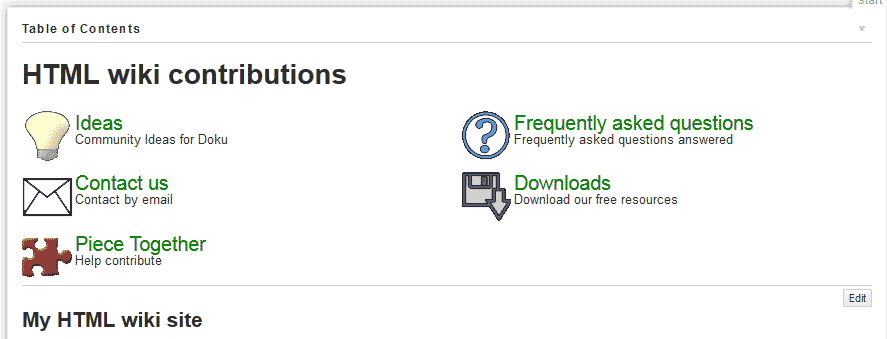 start
Table of Contents
HTML wiki contributions
Ideas
Community Ideas for Doku
Frequently asked questions
Frequently asked questions answered
Contact us
Contact by email
Downloads
Download our free resources
Piece Together
Help contribute
Edit
My HTML wiki site